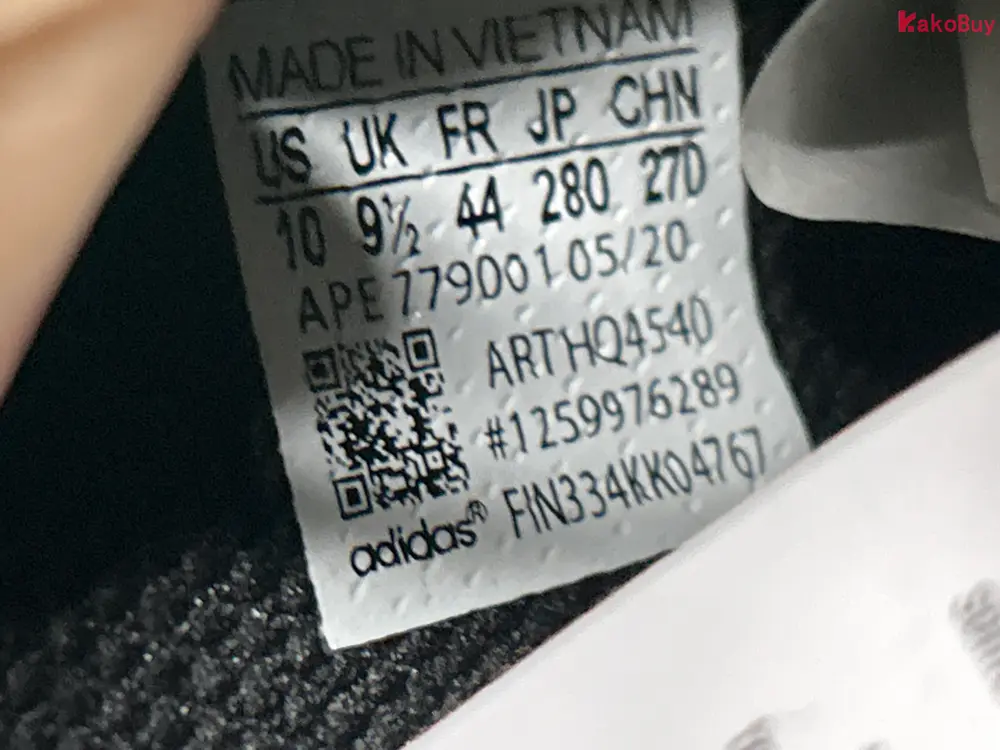 KakoBuy
MADE IN VIETNAM
US UK FR JP CHN
10 9½ 44 280 270
APE 779001 05/20
ART HQ4540
#1259976289
FIN334KK04767
adidas®